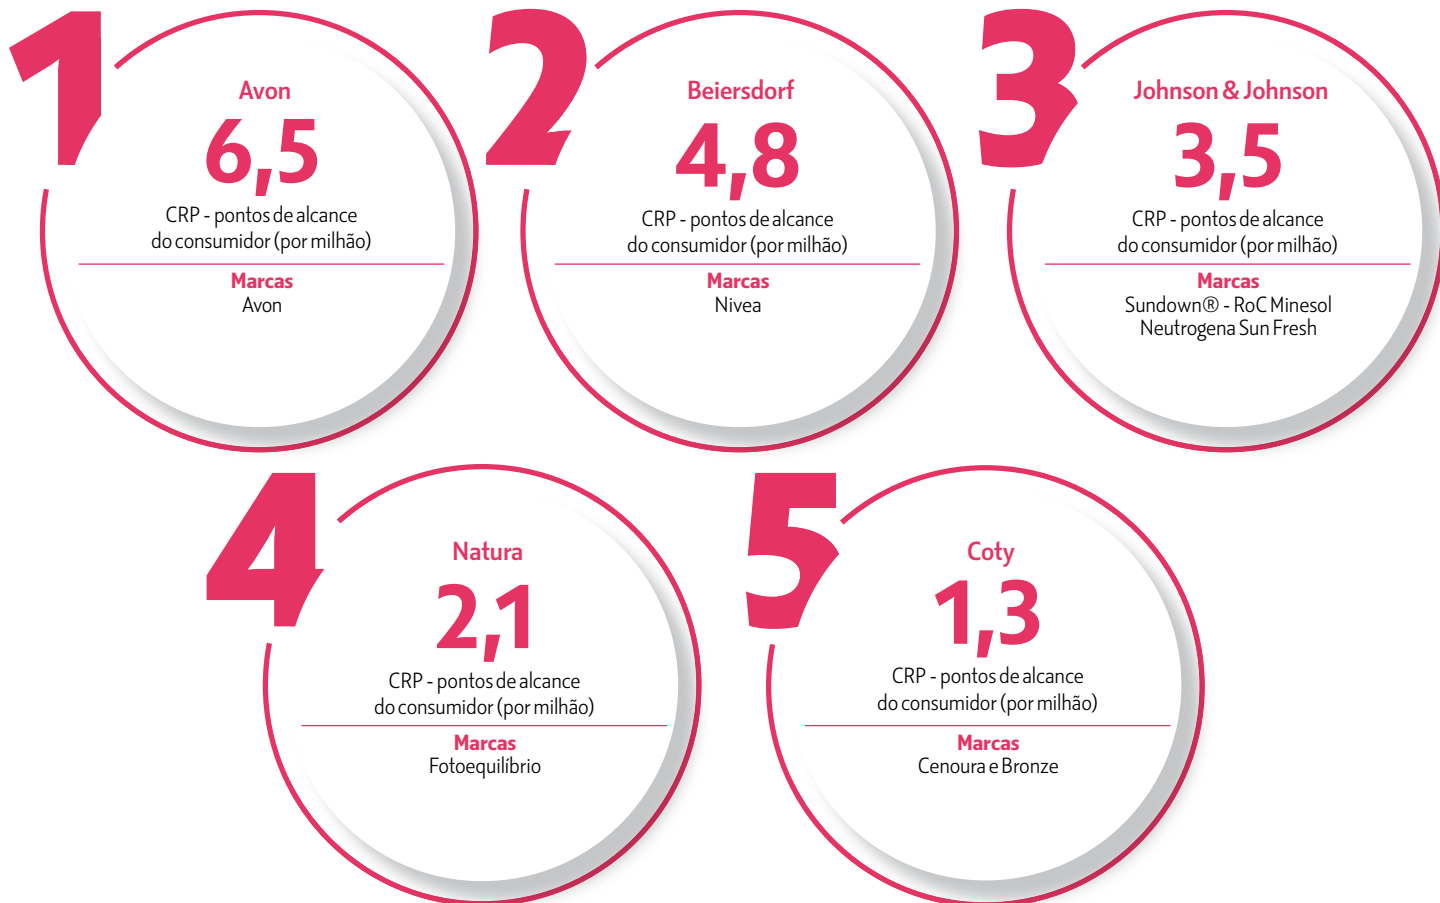 1
Avon
6,5
CRP - pontos de alcance
do consumidor (por milhão)
Marcas
Avon
2
Beiersdorf
4,8
CRP - pontos de alcance
do consumidor (por milhão)
Marcas
Nivea
3
Johnson & Johnson
3,5
CRP - pontos de alcance
do consumidor (por milhão)
Marcas
Sundown® - RoC Minesol
Neutrogena Sun Fresh
4
Natura
2,1
CRP - pontos de alcance
do consumidor (por milhão)
Marcas
Fotoequilíbrio
5
Coty
1,3
CRP - pontos de alcance
do consumidor (por milhão)
Marcas
Cenoura e Bronze